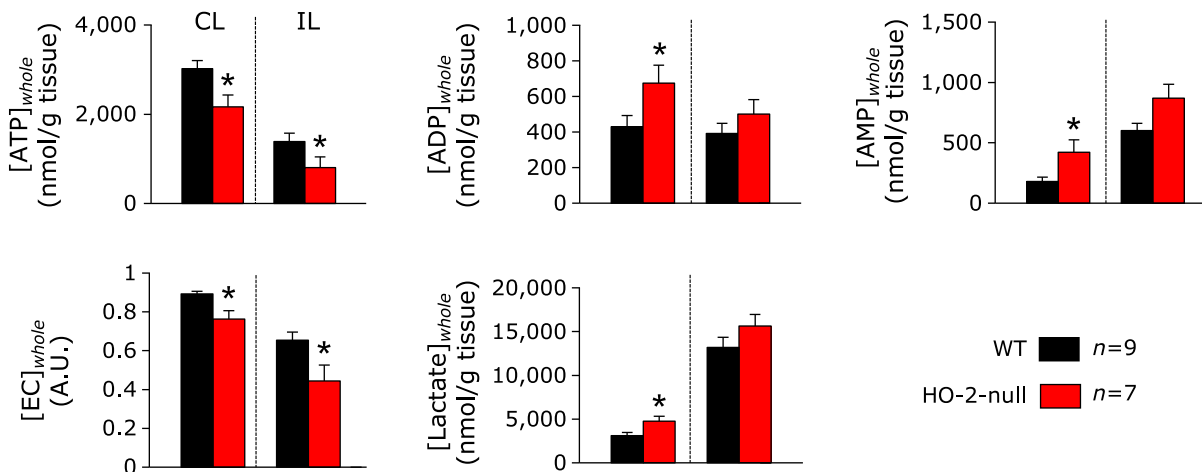 CL IL
[ATP]whole
(nmol/g tissue)
4,000
2,000
0
*
*
[ADP]whole
(nmol/g tissue)
1,000
800
600
400
200
0
*
[AMP]whole
(nmol/g tissue)
1,500
1,000
500
0
*
[EC]whole
(A.U.)
1
0.8
0.6
0.4
0.2
0
*
*
[Lactate]whole
(nmol/g tissue)
20,000
15,000
10,000
5,000
0
*
WT n=9
HO-2-null n=7